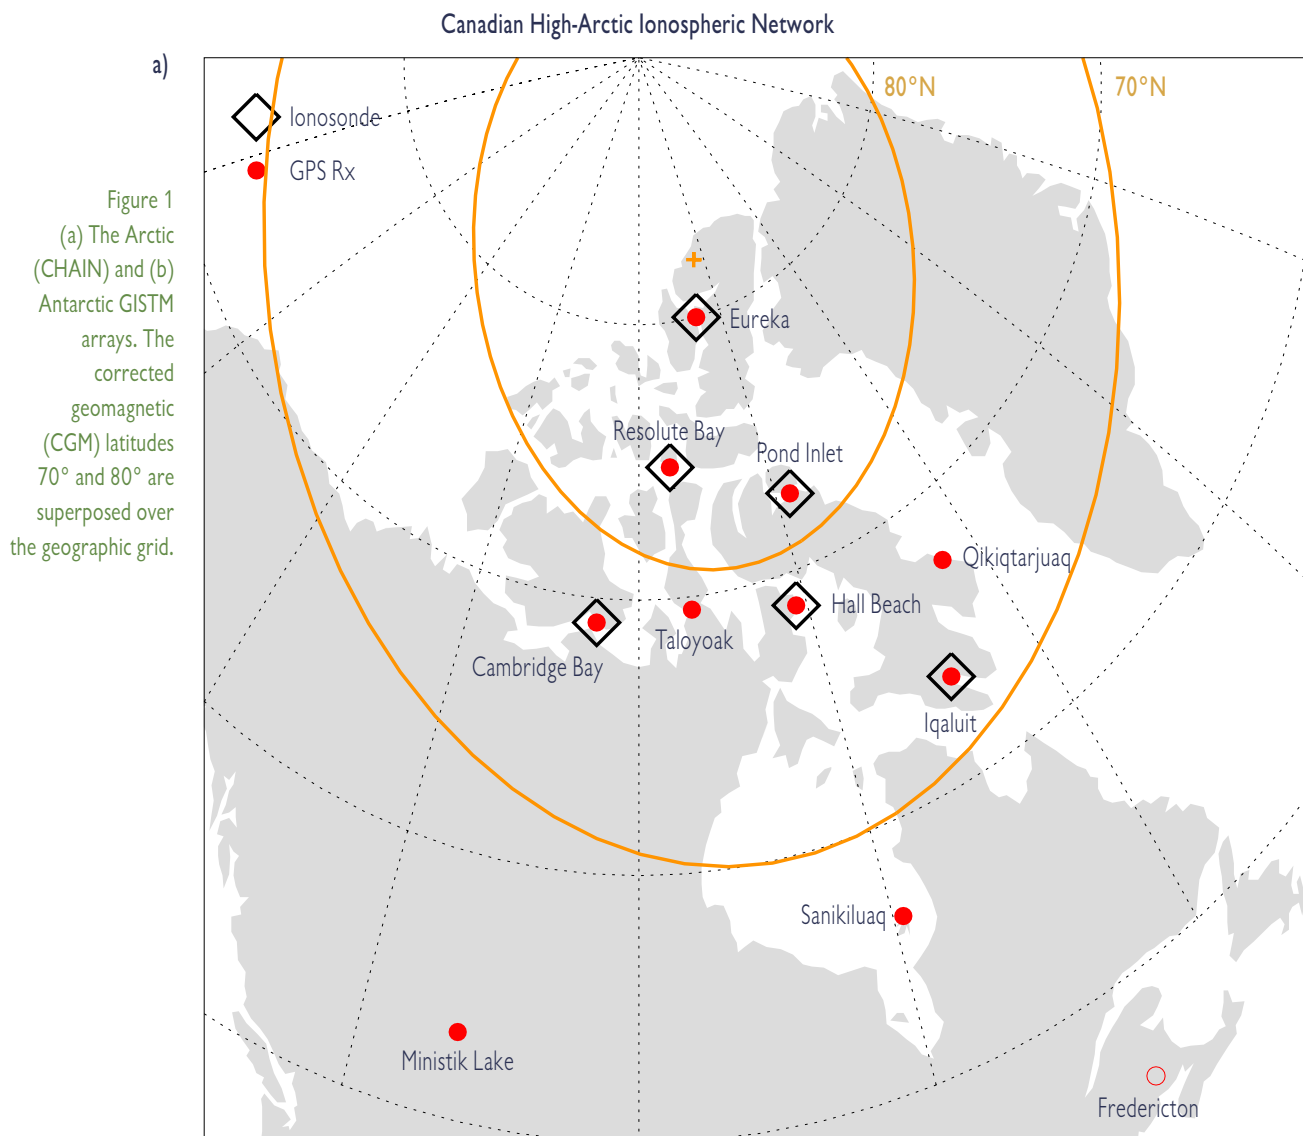 Canadian High-Arctic Ionospheric Network
a)
80°N
70°N
Ionosonde
GPS Rx
Figure 1
(a) The Arctic
(CHAIN) and (b)
Antarctic GISTM
arrays. The
corrected
geomagnetic
(CGM) latitudes
70° and 80° are
superposed over
the geographic grid.
Eureka
Resolute Bay
Pond Inlet
Qikiqtarjuaq
Hall Beach
Taloyoak
Cambridge Bay
Iqaluit
Sanikiluaq
Ministik Lake
Fredericton